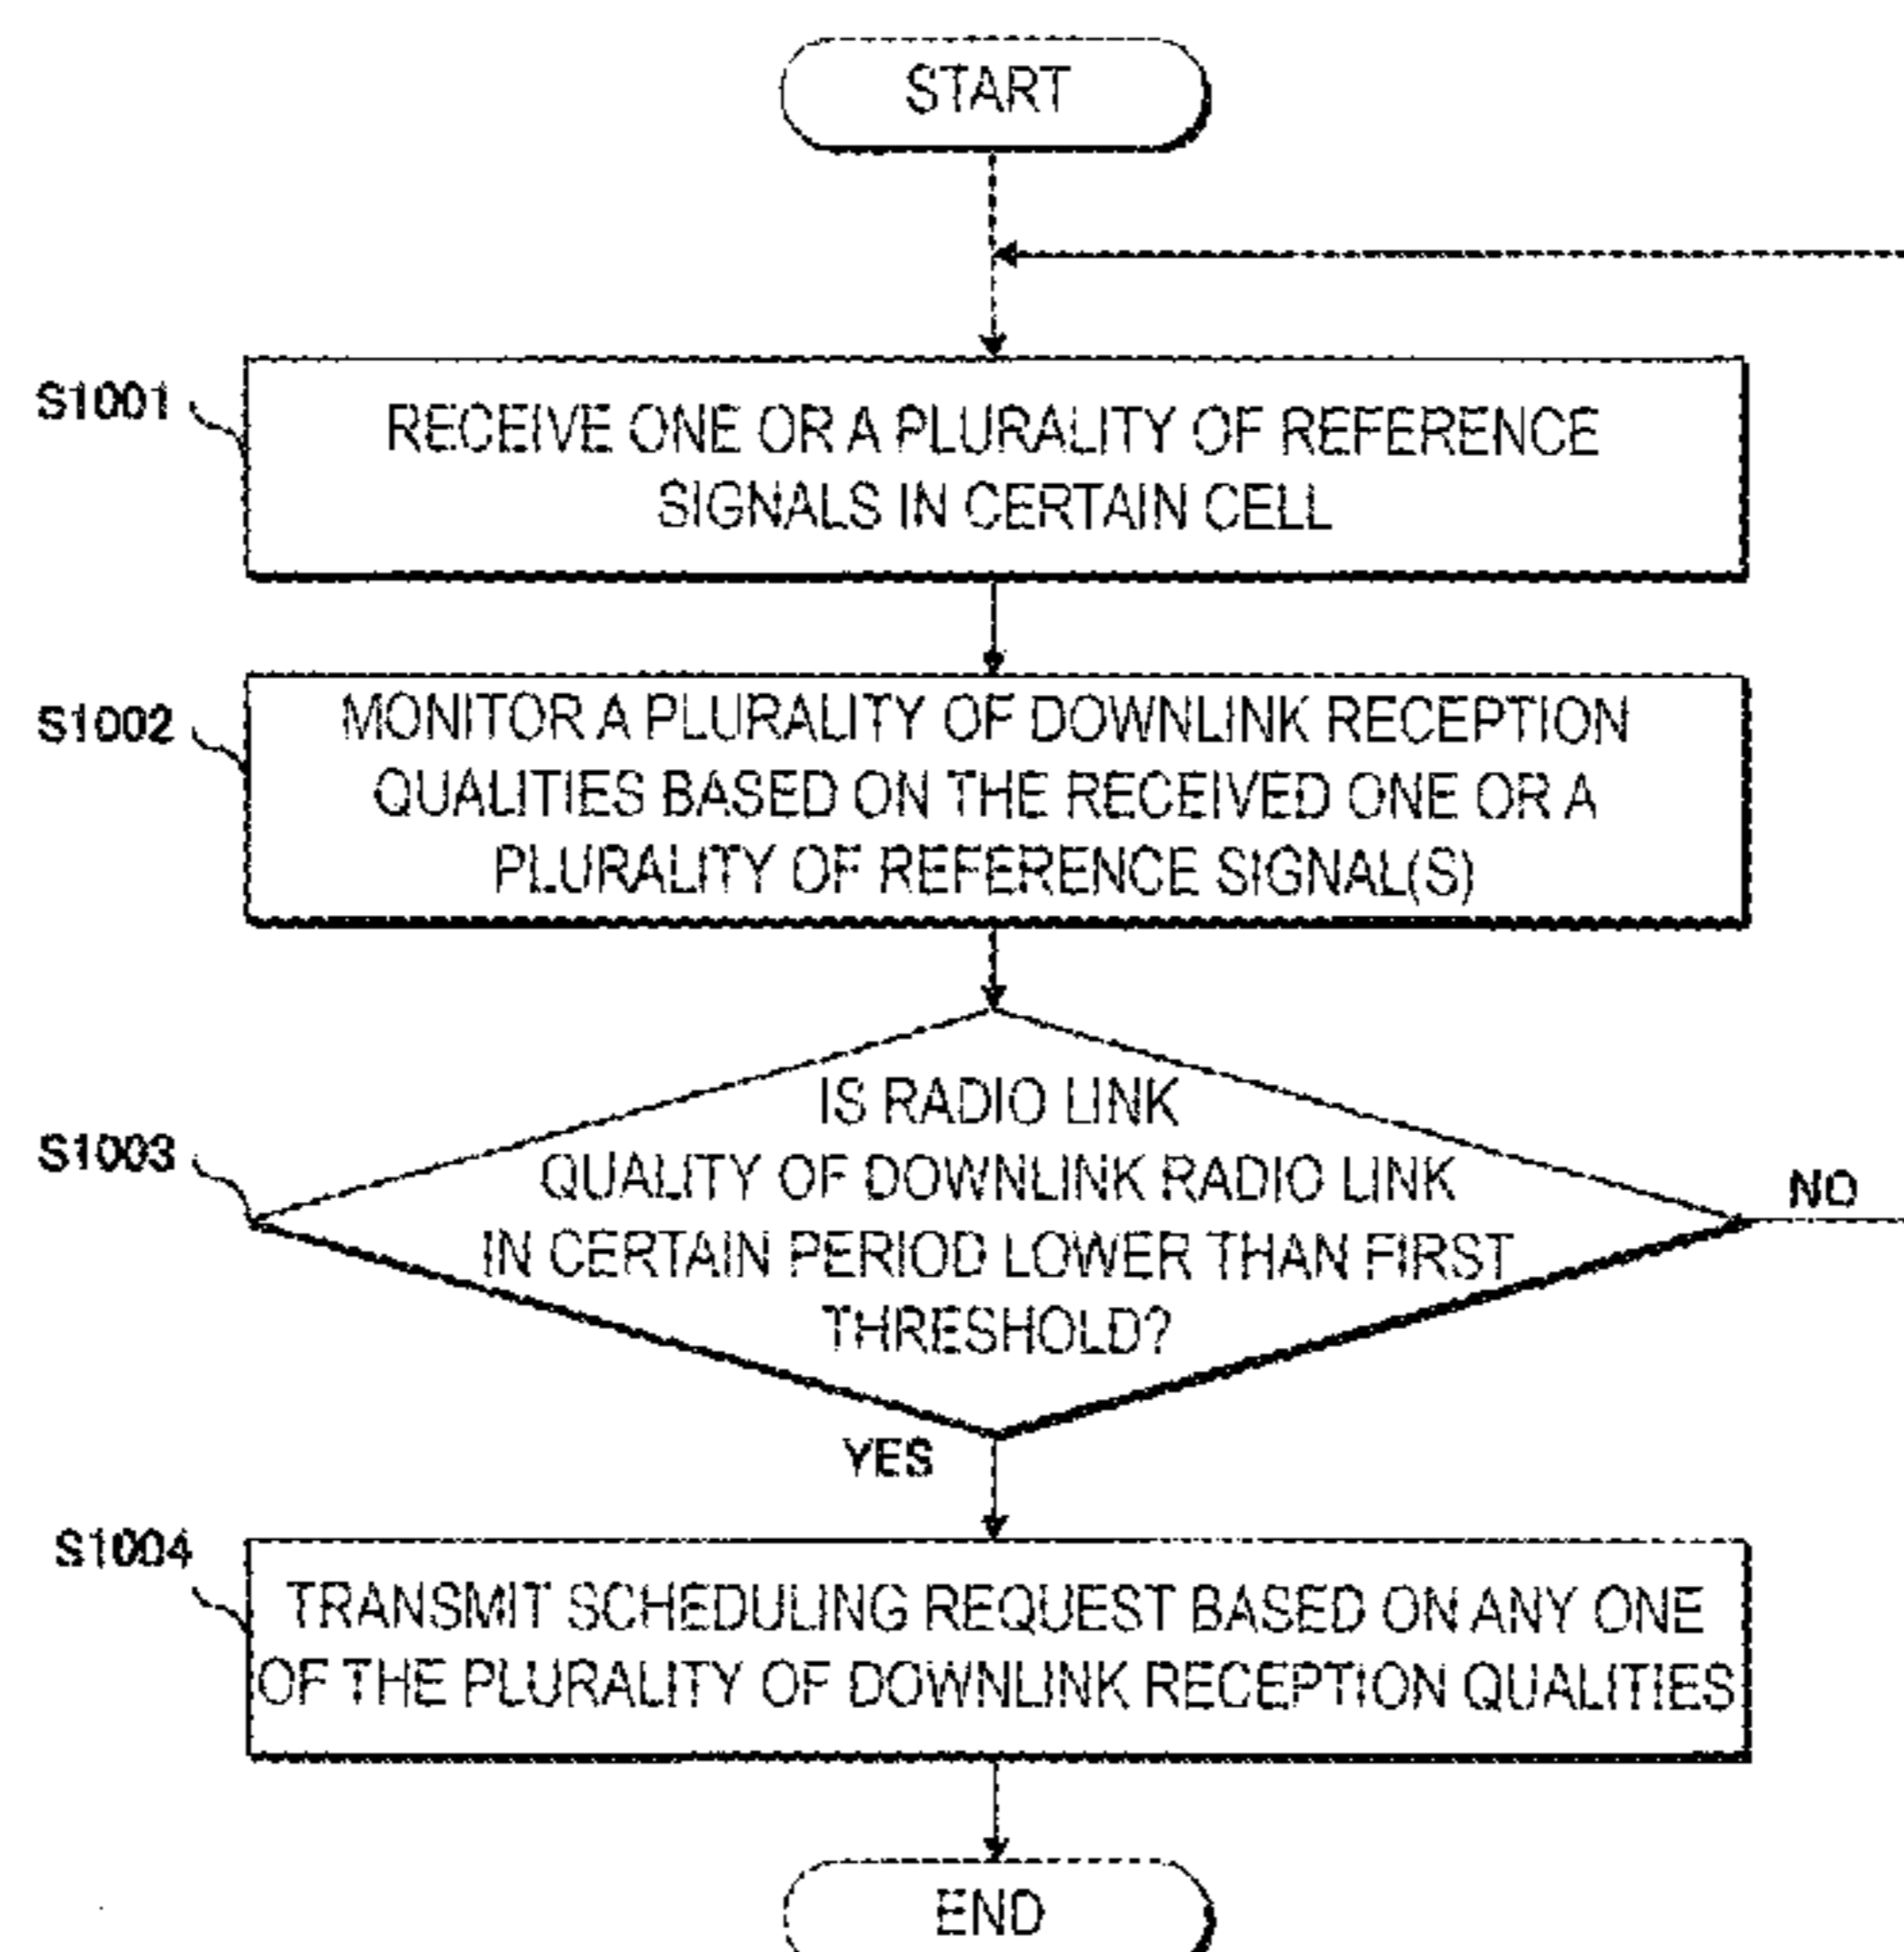 START
S1001
RECEIVE ONE OR A PLURALITY OF REFERENCE
SIGNALS IN CERTAIN CELL
S1002
MONITOR A PLURALITY OF DOWNLINK RECEPTION
QUALITIES BASED ON THE RECEIVED ONE OR A
PLURALITY OF REFERENCE SIGNAL(S)
S1003
IS RADIO LINK
QUALITY OF DOWNLINK RADIO LINK
IN CERTAIN PERIOD LOWER THAN FIRST
THRESHOLD?
NO
YES
S1004
TRANSMIT SCHEDULING REQUEST BASED ON ANY ONE
OF THE PLURALITY OF DOWNLINK RECEPTION QUALITIES
END